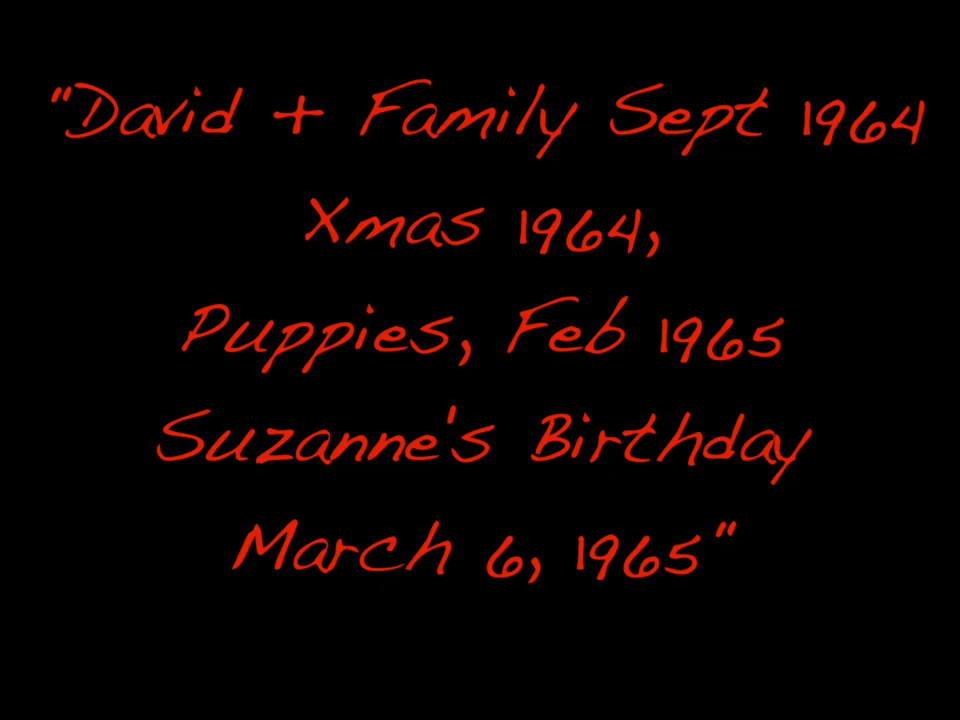 "David + Family Sept 1964
Xmas 1964,
Puppies, Feb 1965
Suzanne's Birthday
March 6, 1965"